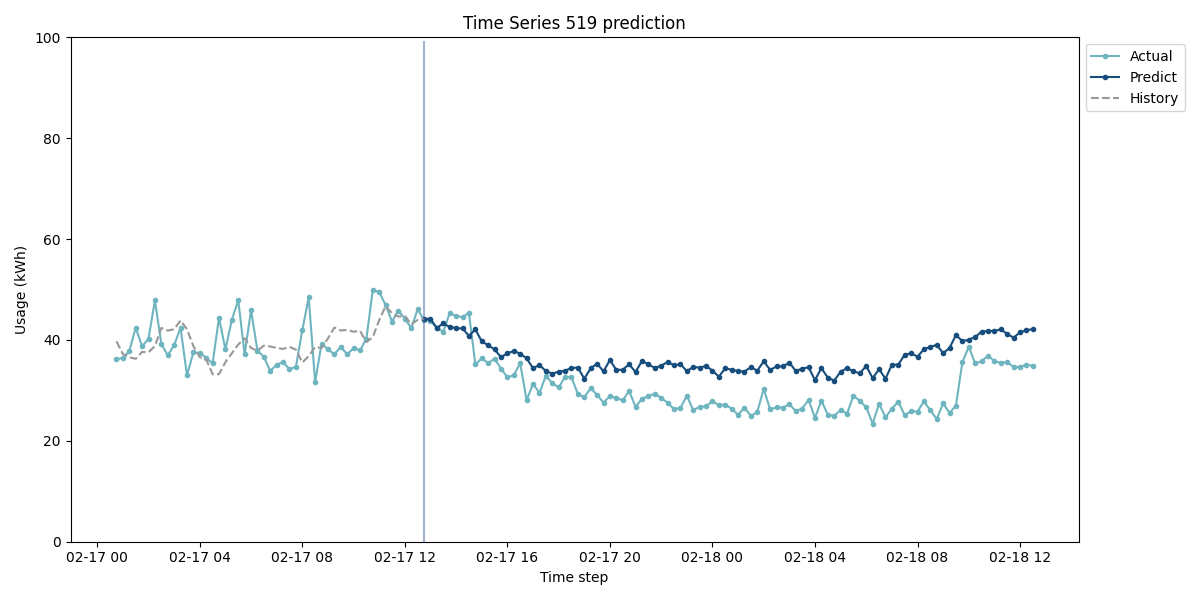 Time Series 519 prediction
100
80
60
40
20
0
Usage (kWh)
02-17 00
02-17 04
02-17 08
02-17 12
02-17 16
02-17 20
02-18 00
02-18 04
02-18 08
02-18 12
Time step
Actual
Predict
History